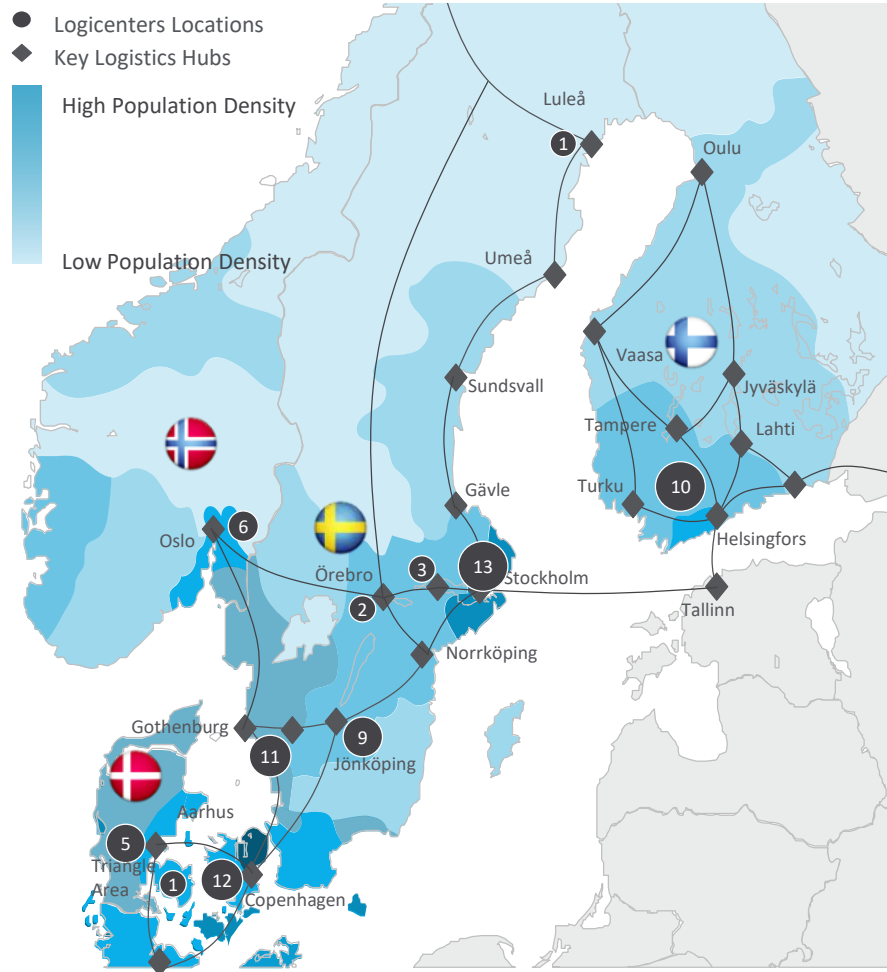 Logicenters Locations
Key Logistics Hubs
High Population Density
Low Population Density
Luleå
1
Oulu
Umeå
Vaasa
Sundsvall
Jyväskylä
Tampere
Lahti
10
Gävle
Turku
6
Oslo
Helsingfors
13
3
Örebro
Stockholm
2
Tallinn
Norrköping
Gothenburg
9
11
Jönköping
Aarhus
5
Triangle
Area
1
12
Copenhagen